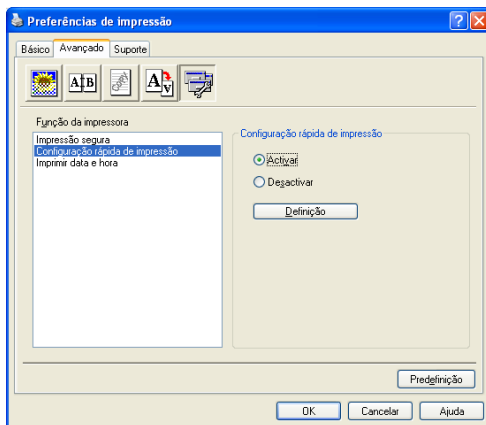 Preferências de impressão
Básico Avançado Suporte
A B
A A
Função da impressora
Impressão segura
Configuração rápida de impressão
Imprimir data e hora
Configuração rápida de impressão
Activar
Desactivar
Definição
Predefinição
OK Cancelar Ajuda